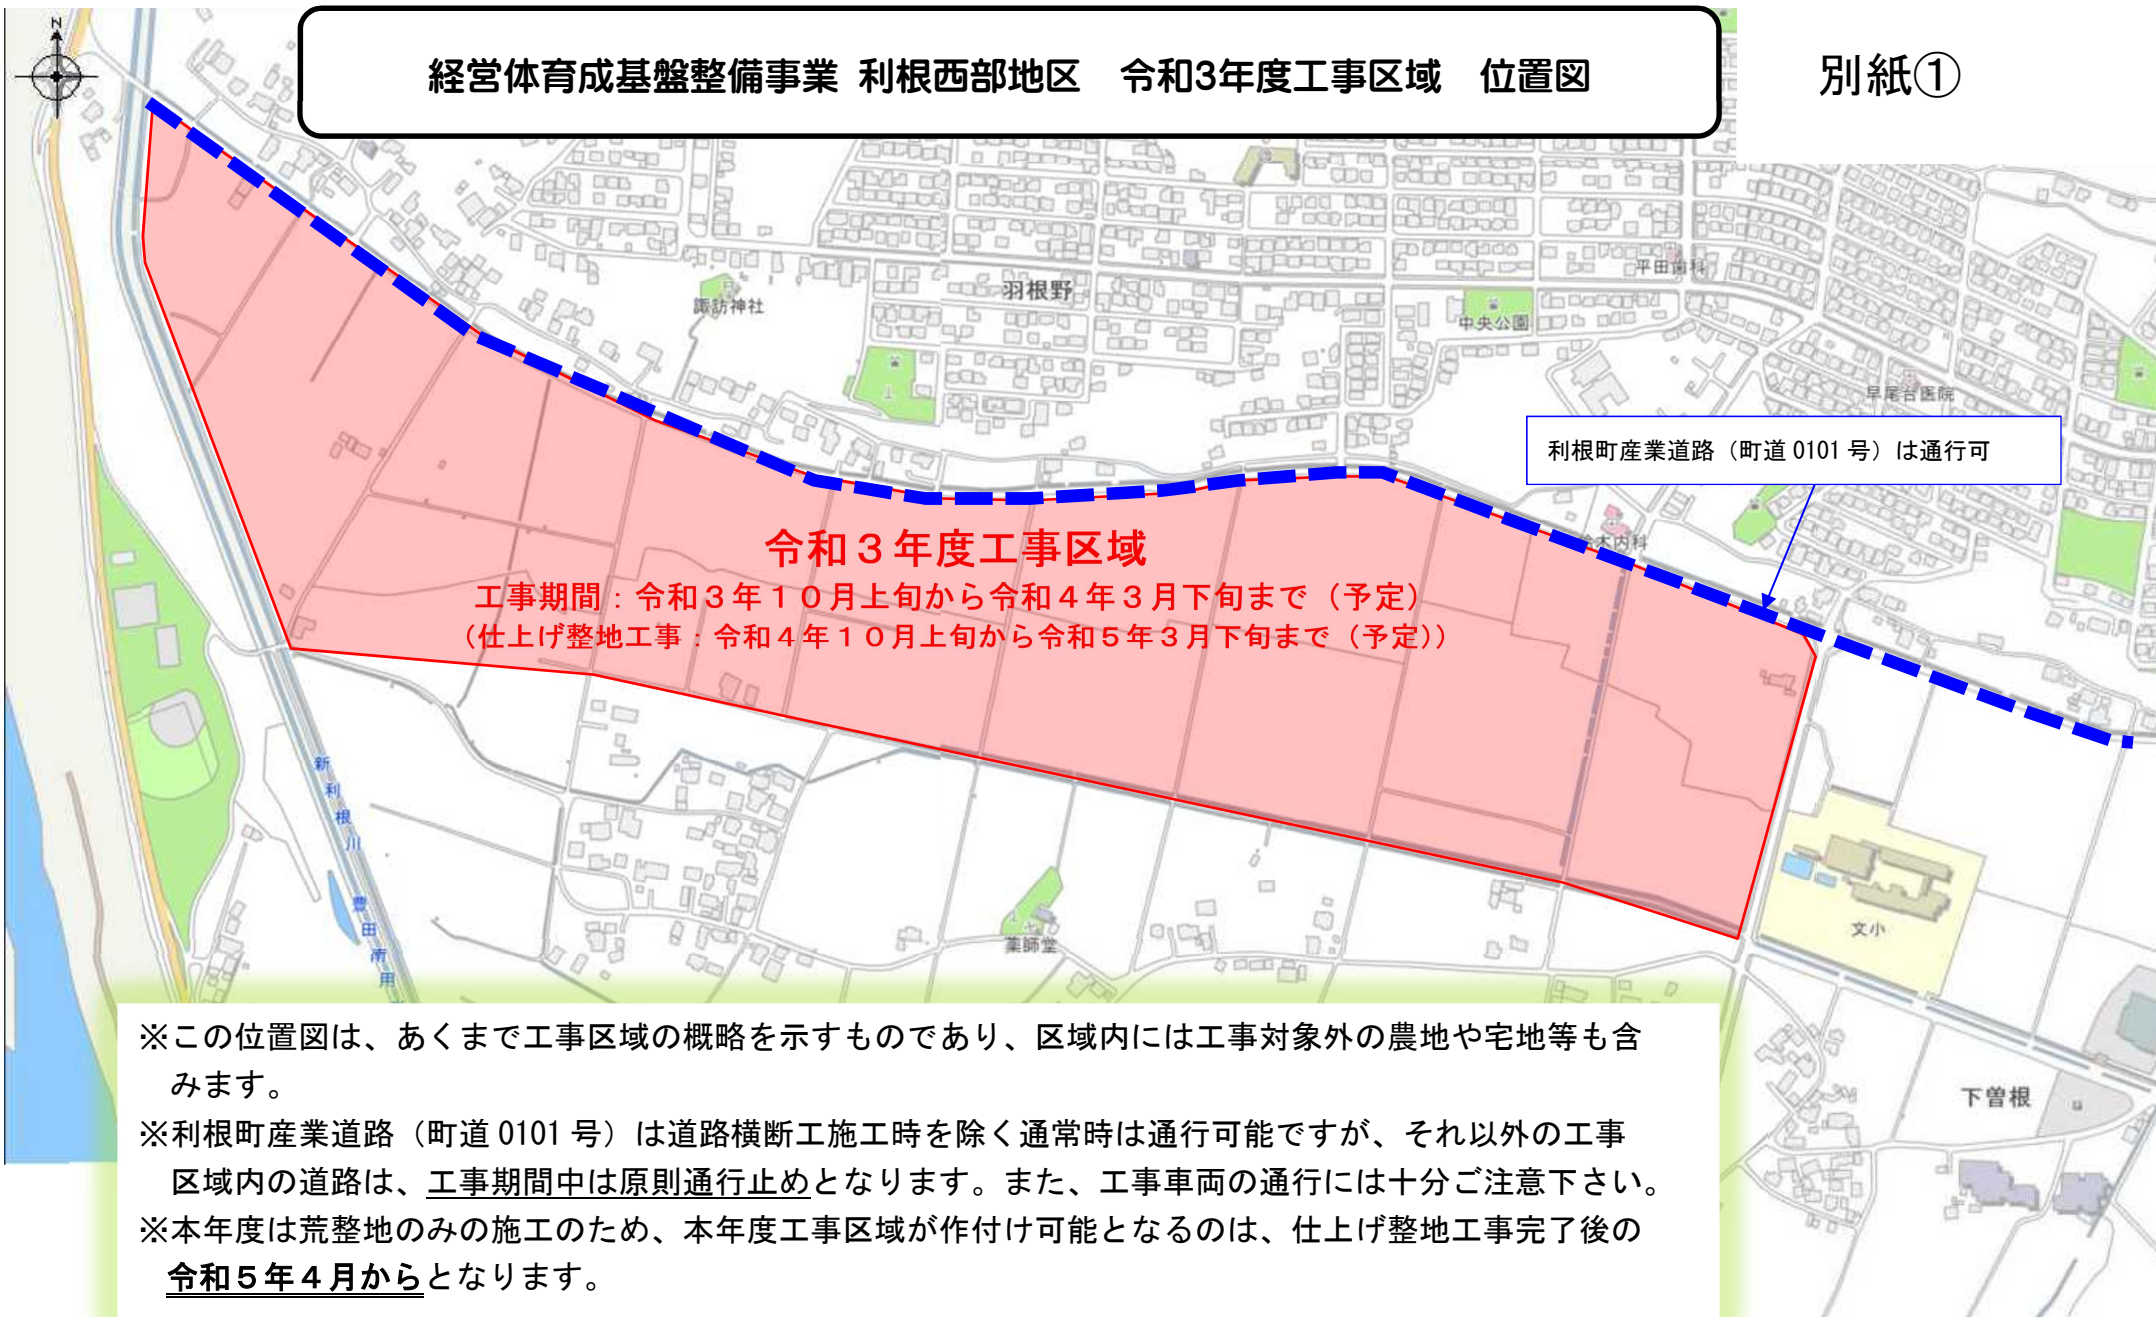 経営体育成基盤整備事業 利根西部地区　令和3年度工事区域　位置図
別紙①
N
諏訪神社
羽根野
平田歯科
中央公園
早尾台医院
利根町産業道路（町道 0101 号）は通行可
鈴木内科
令和３年度工事区域
工事期間：令和３年１０月上旬から令和４年３月下旬まで（予定）
（仕上げ整地工事：令和４年１０月上旬から令和５年３月下旬まで（予定））
新利根川
豊田南用
薬師堂
文小
下曽根
※この位置図は、あくまで工事区域の概略を示すものであり、区域内には工事対象外の農地や宅地等も含
みます。
※利根町産業道路（町道 0101 号）は道路横断工施工時を除く通常時は通行可能ですが、それ以外の工事
区域内の道路は、工事期間中は原則通行止めとなります。また、工事車両の通行には十分ご注意下さい。
※本年度は荒整地のみの施工のため、本年度工事区域が作付け可能となるのは、仕上げ整地工事完了後の
令和５年４月からとなります。